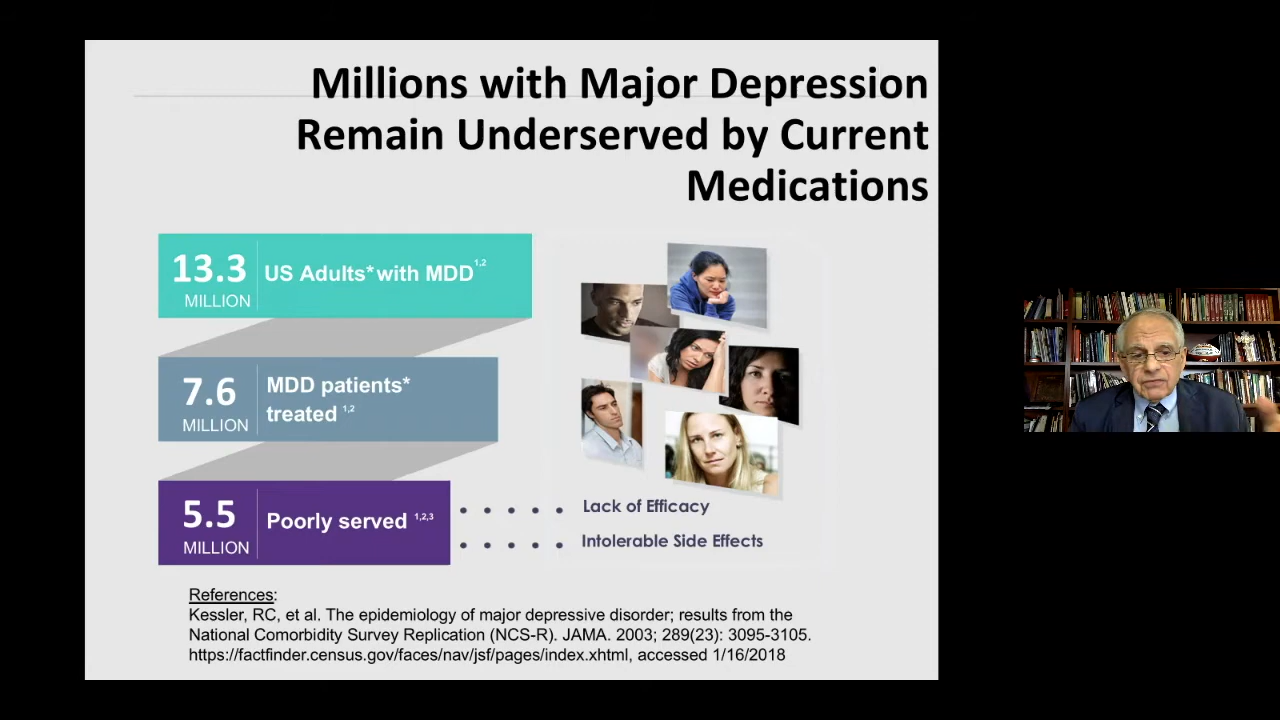 Millions with Major Depression
Remain Underserved by Current
Medications
13.3
MILLION
US Adults* with MDD 1,2
7.6
MILLION
MDD patients*
treated 1,2
5.5
MILLION
Poorly served 1,2,3
Lack of Efficacy
Intolerable Side Effects
References:
Kessler, RC, et al. The epidemiology of major depressive disorder; results from the
National Comorbidity Survey Replication (NCS-R). JAMA. 2003; 289(23): 3095-3105.
https://factfinder.census.gov/faces/nav/jsf/pages/index.xhtml, accessed 1/16/2018